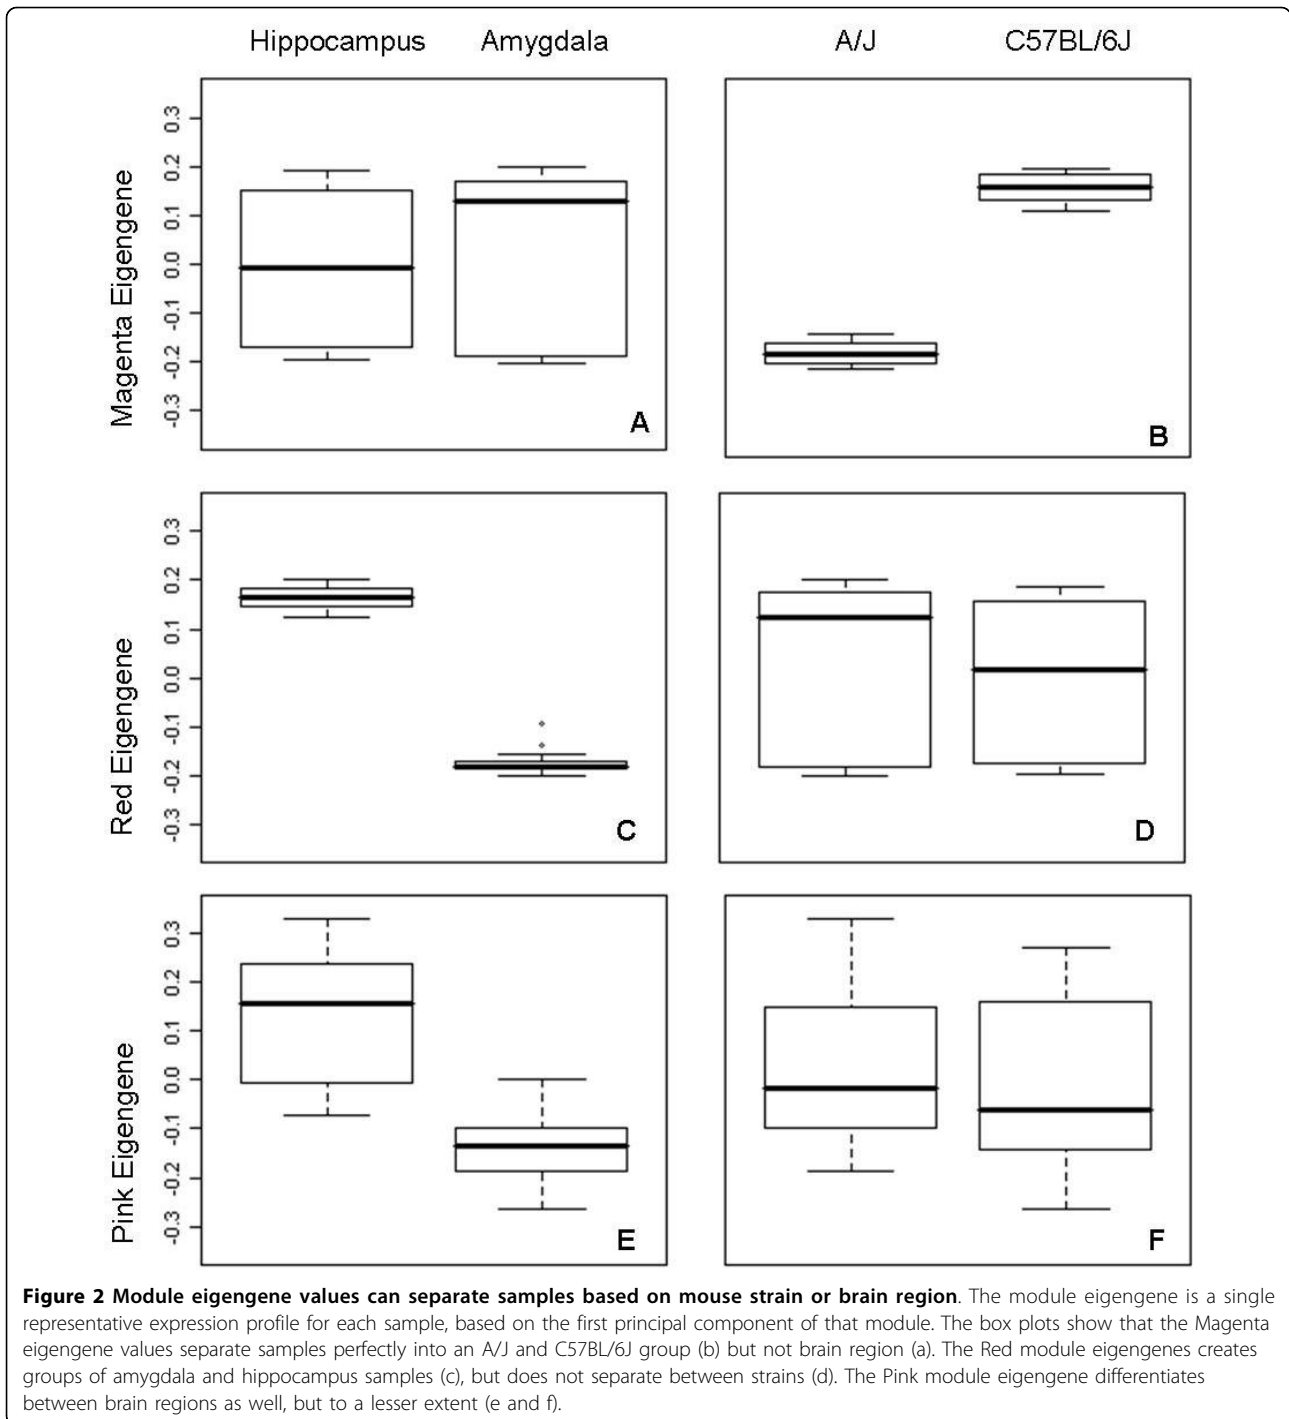 Hippocampus Amygdala A/J C57BL/6J
Magenta Eigengene
0.3
0.2
0.1
0.0
-0.1
-0.2
-0.3
A
B
Red Eigengene
0.3
0.2
0.1
0.0
-0.1
-0.2
-0.3
C
D
Pink Eigengene
0.3
0.2
0.1
0.0
-0.1
-0.2
-0.3
E
F
Figure 2 Module eigengene values can separate samples based on mouse strain or brain region. The module eigengene is a single
representative expression profile for each sample, based on the first principal component of that module. The box plots show that the Magenta
eigengene values separate samples perfectly into an A/J and C57BL/6J group (b) but not brain region (a). The Red module eigengenes creates
groups of amygdala and hippocampus samples (c), but does not separate between strains (d). The Pink module eigengene differentiates
between brain regions as well, but to a lesser extent (e and f).